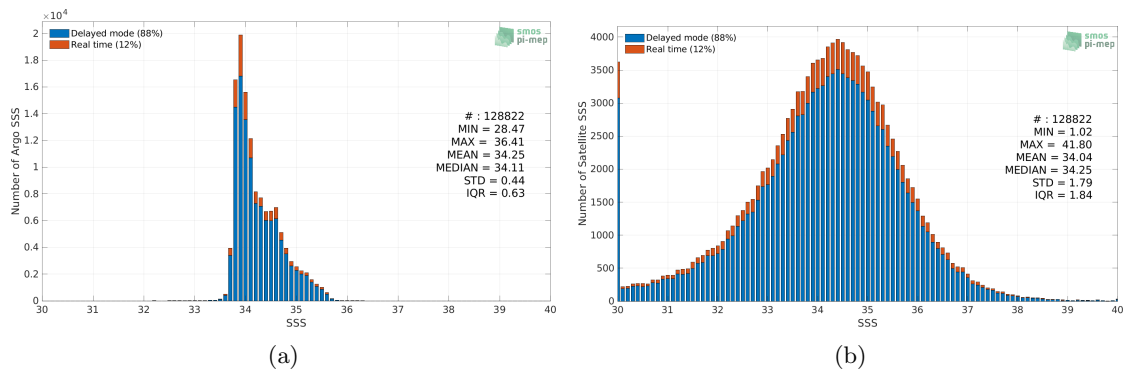 ×10⁴
2
1.8
1.6
1.4
1.2
1
0.8
0.6
0.4
0.2
0
Number of Argo SSS
Delayed mode (88%)
Real time (12%)
smos
pi-mep
# : 128822
MIN = 28.47
MAX = 36.41
MEAN = 34.25
MEDIAN = 34.11
STD = 0.44
IQR = 0.63
30 31 32 33 34 35 36 37 38 39 40
SSS
(a)
4000
3500
3000
2500
2000
1500
1000
500
0
Number of Satellite SSS
Delayed mode (88%)
Real time (12%)
smos
pi-mep
# : 128822
MIN = 1.02
MAX = 41.80
MEAN = 34.04
MEDIAN = 34.25
STD = 1.79
IQR = 1.84
30 31 32 33 34 35 36 37 38 39 40
SSS
(b)